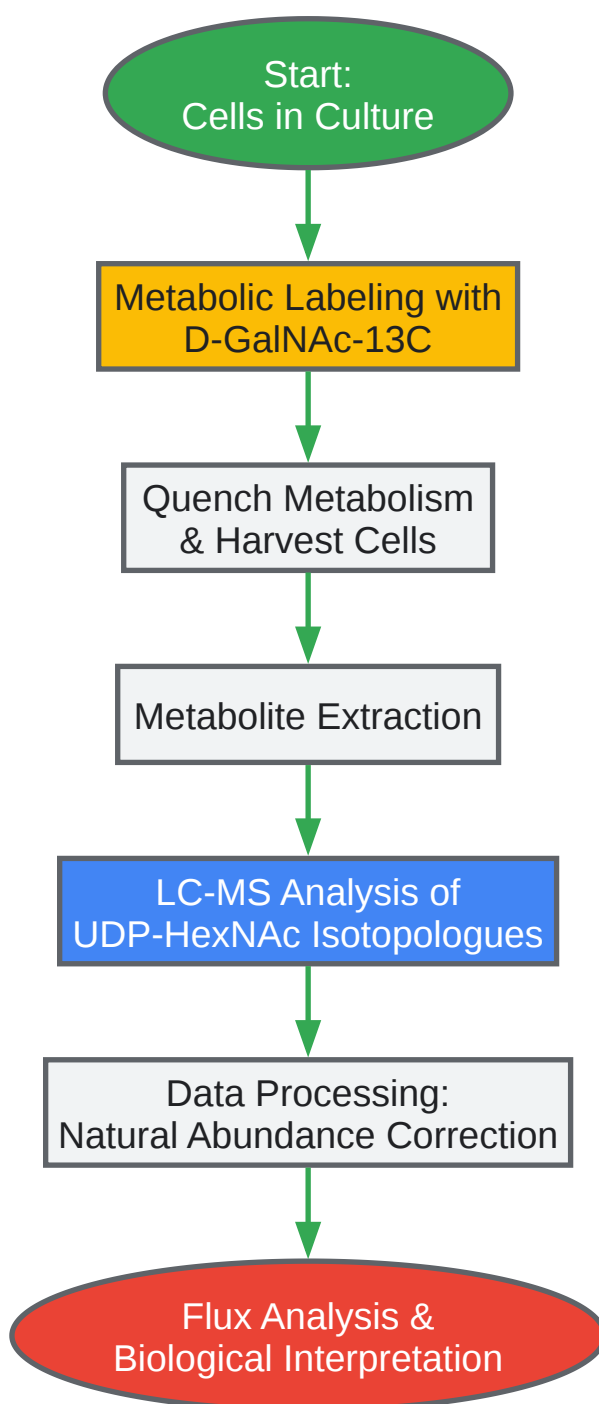 Start:
Cells in Culture
Metabolic Labeling with
D-GalNAc-13C
Quench Metabolism
& Harvest Cells
Metabolite Extraction
LC-MS Analysis of
UDP-HexNAc Isotopologues
Data Processing:
Natural Abundance Correction
Flux Analysis &
Biological Interpretation